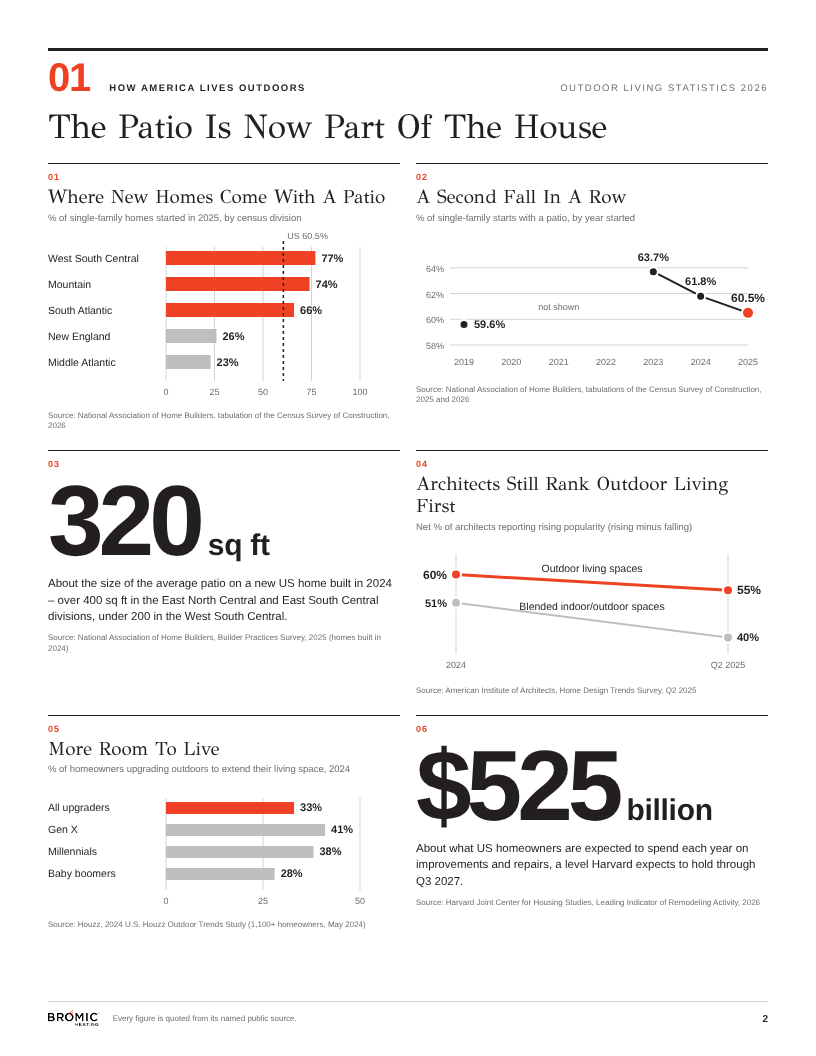 01 HOW AMERICA LIVES OUTDOORS OUTDOOR LIVING STATISTICS 2026
The Patio Is Now Part Of The House
01
Where New Homes Come With A Patio
% of single-family homes started in 2025, by census division
US 60.5%
West South Central 77%
Mountain 74%
South Atlantic 66%
New England 26%
Middle Atlantic 23%
0 25 50 75 100
Source: National Association of Home Builders, tabulation of the Census Survey of Construction,
2026
02
A Second Fall In A Row
% of single-family starts with a patio, by year started
63.7%
64%
61.8%
62% 60.5%
not shown
60% 59.6%
58%
2019 2020 2021 2022 2023 2024 2025
Source: National Association of Home Builders, tabulations of the Census Survey of Construction,
2025 and 2026
03
320 sq ft
About the size of the average patio on a new US home built in 2024
– over 400 sq ft in the East North Central and East South Central
divisions, under 200 in the West South Central.
Source: National Association of Home Builders, Builder Practices Survey, 2025 (homes built in
2024)
04
Architects Still Rank Outdoor Living
First
Net % of architects reporting rising popularity (rising minus falling)
Outdoor living spaces
60% 55%
51% Blended indoor/outdoor spaces
40%
2024 Q2 2025
Source: American Institute of Architects, Home Design Trends Survey, Q2 2025
05
More Room To Live
% of homeowners upgrading outdoors to extend their living space, 2024
All upgraders 33%
Gen X 41%
Millennials 38%
Baby boomers 28%
0 25 50
Source: Houzz, 2024 U.S. Houzz Outdoor Trends Study (1,100+ homeowners, May 2024)
06
$525 billion
About what US homeowners are expected to spend each year on
improvements and repairs, a level Harvard expects to hold through
Q3 2027.
Source: Harvard Joint Center for Housing Studies, Leading Indicator of Remodeling Activity, 2026
BROMIC HEATING Every figure is quoted from its named public source. 2